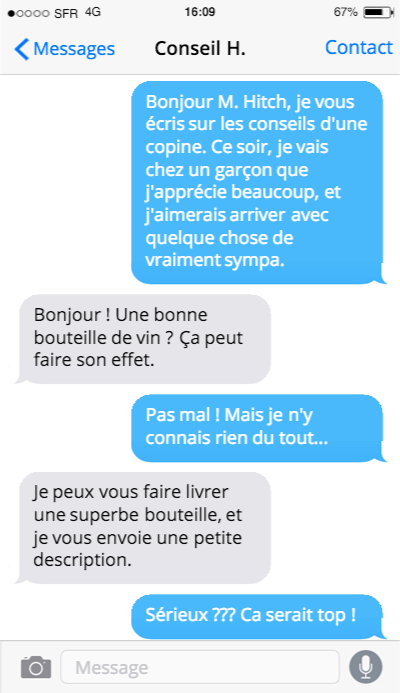 SFR 4G 16:09 67%
Messages Conseil H. Contact
Bonjour M. Hitch, je vous
écris sur les conseils d'une
copine. Ce soir, je vais
chez un garçon que
j'apprécie beaucoup, et
j'aimerais arriver avec
quelque chose de
vraiment sympa.
Bonjour ! Une bonne
bouteille de vin ? Ça peut
faire son effet.
Pas mal ! Mais je n'y
connais rien du tout...
Je peux vous faire livrer
une superbe bouteille, et
je vous envoie une petite
description.
Sérieux ??? Ca serait top !
Message